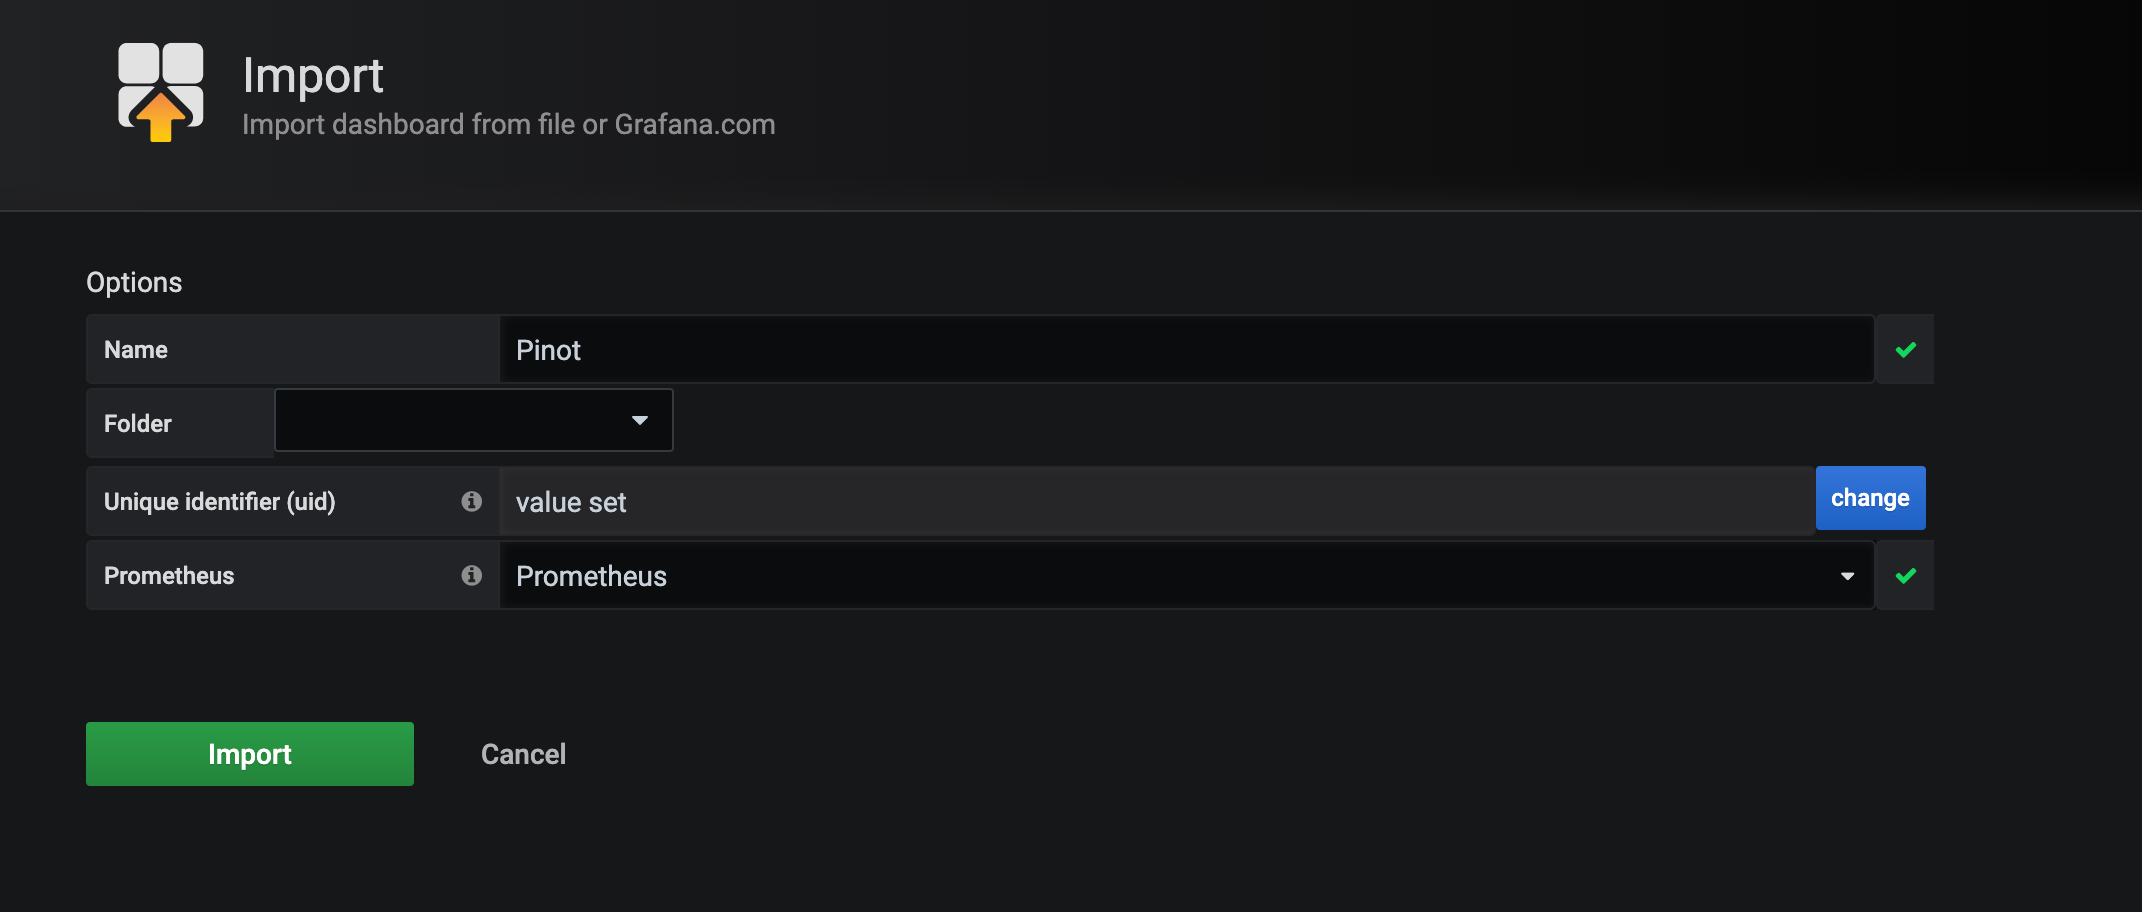 Import
Import dashboard from file or Grafana.com
Options
Name Pinot
Folder
Unique identifier (uid) value set change
Prometheus Prometheus
Import Cancel